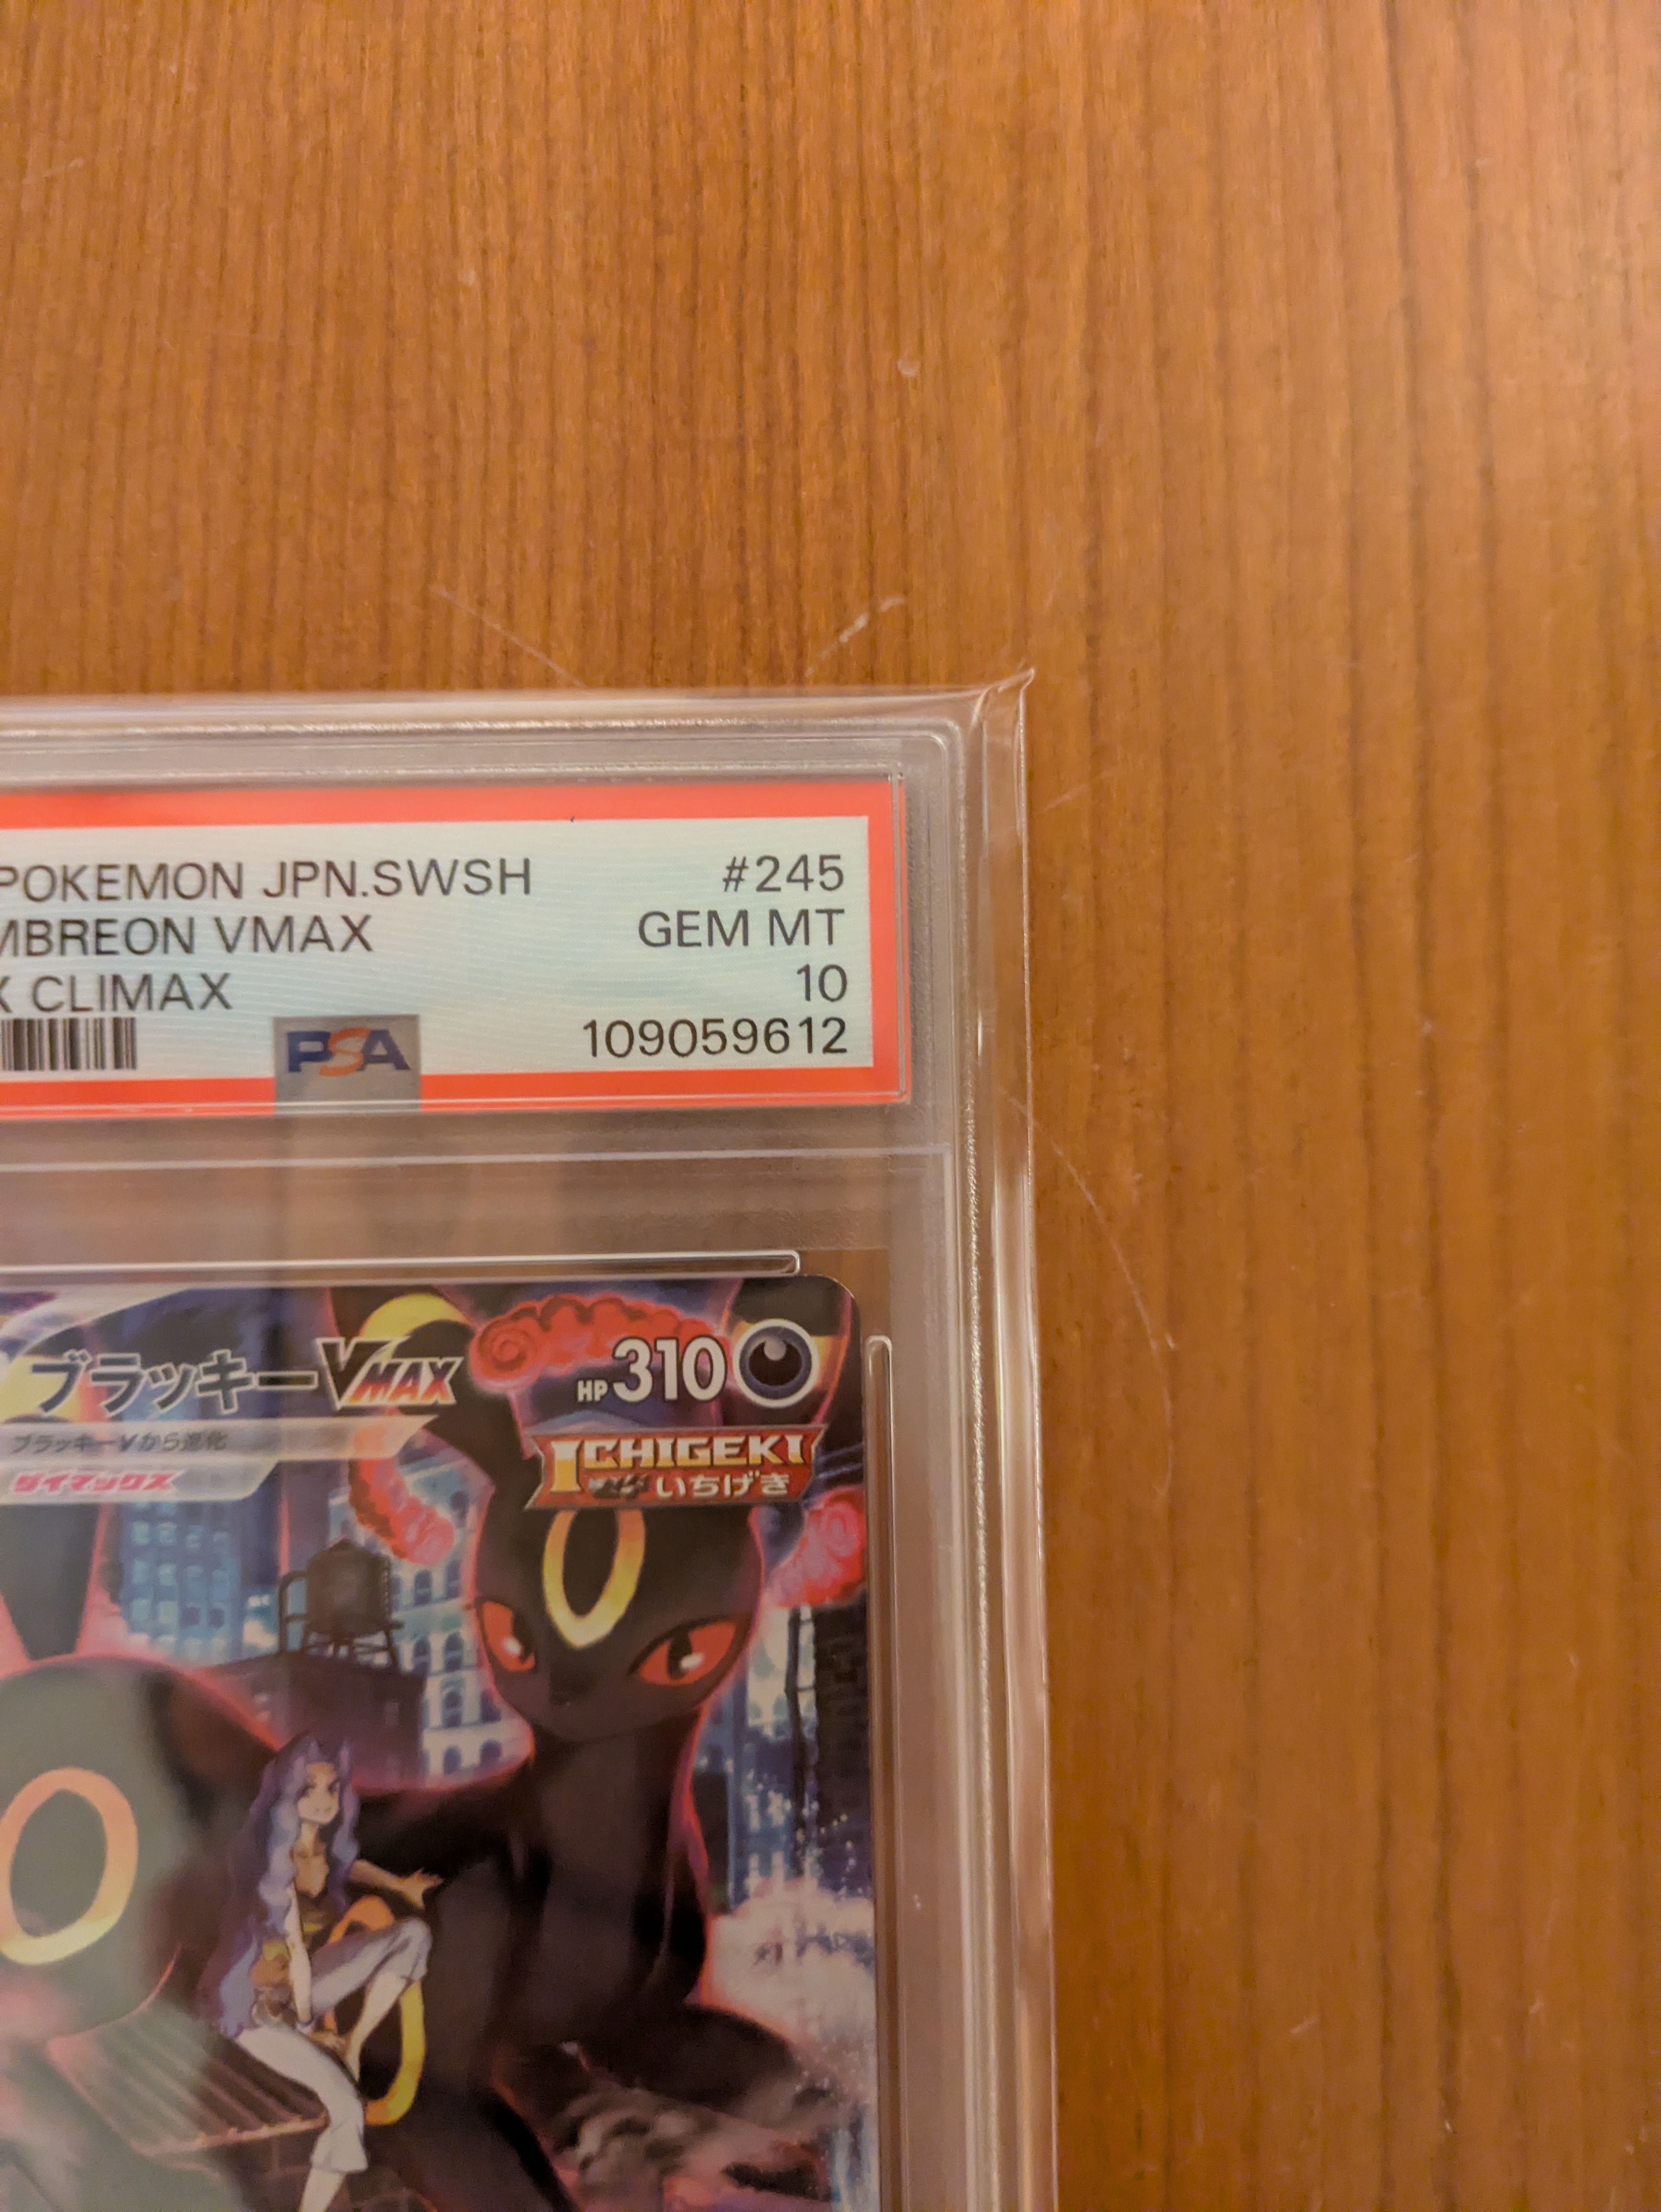 POKEMON JPN.SWSH #245
MBREON VMAX GEM MT
X CLIMAX 10
PSA 109059612
ブラッキーVMAX HP 310
ブラッキーVから進化
ICHIGEKI
ダイマックス
いちげき